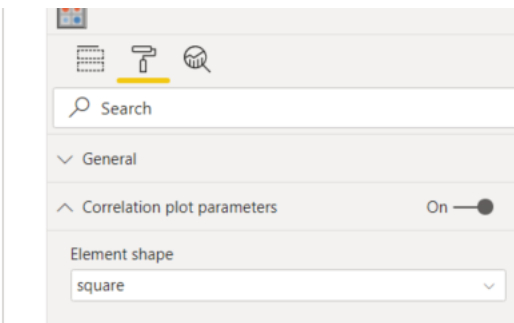 Search
General
Correlation plot parameters On
Element shape
square